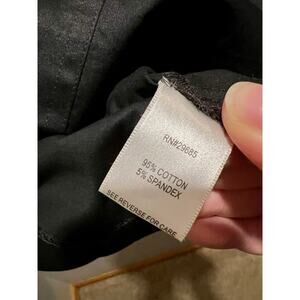 RN#29685
95% COTTON
5% SPANDEX
SEE REVERSE FOR CARE